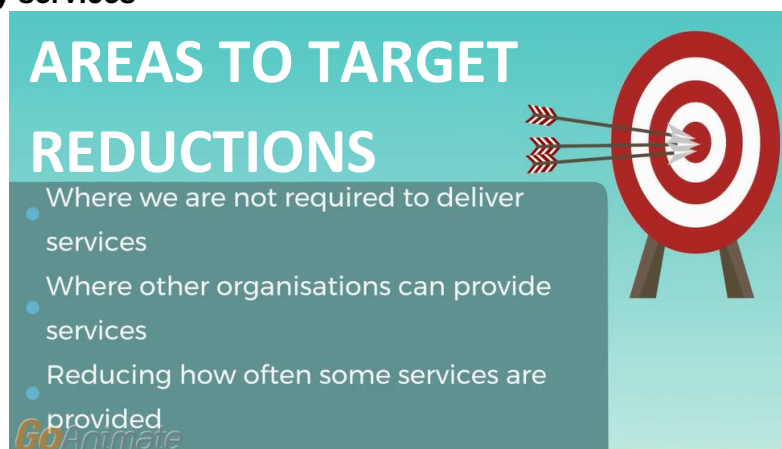 y services
AREAS TO TARGET
REDUCTIONS
Where we are not required to deliver
services
Where other organisations can provide
services
Reducing how often some services are
provided
GoAnimate